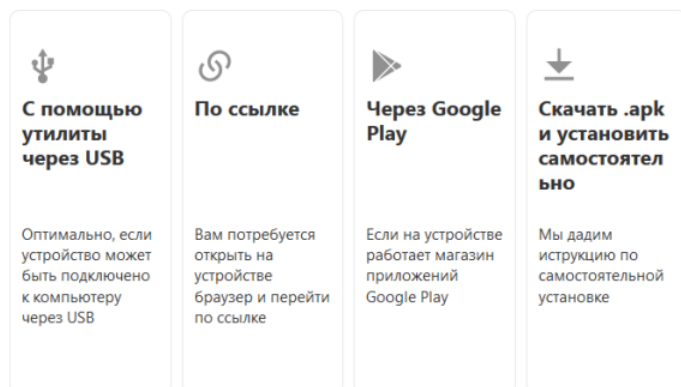 С помощью
утилиты
через USB
Оптимально, если
устройство может
быть подключено
к компьютеру
через USB
По ссылке
Вам потребуется
открыть на
устройстве
браузер и перейти
по ссылке
Через Google
Play
Если на устройстве
работает магазин
приложений
Google Play
Скачать .apk
и установить
самостоятел
ьно
Мы дадим
иструкцию по
самостоятельной
установке